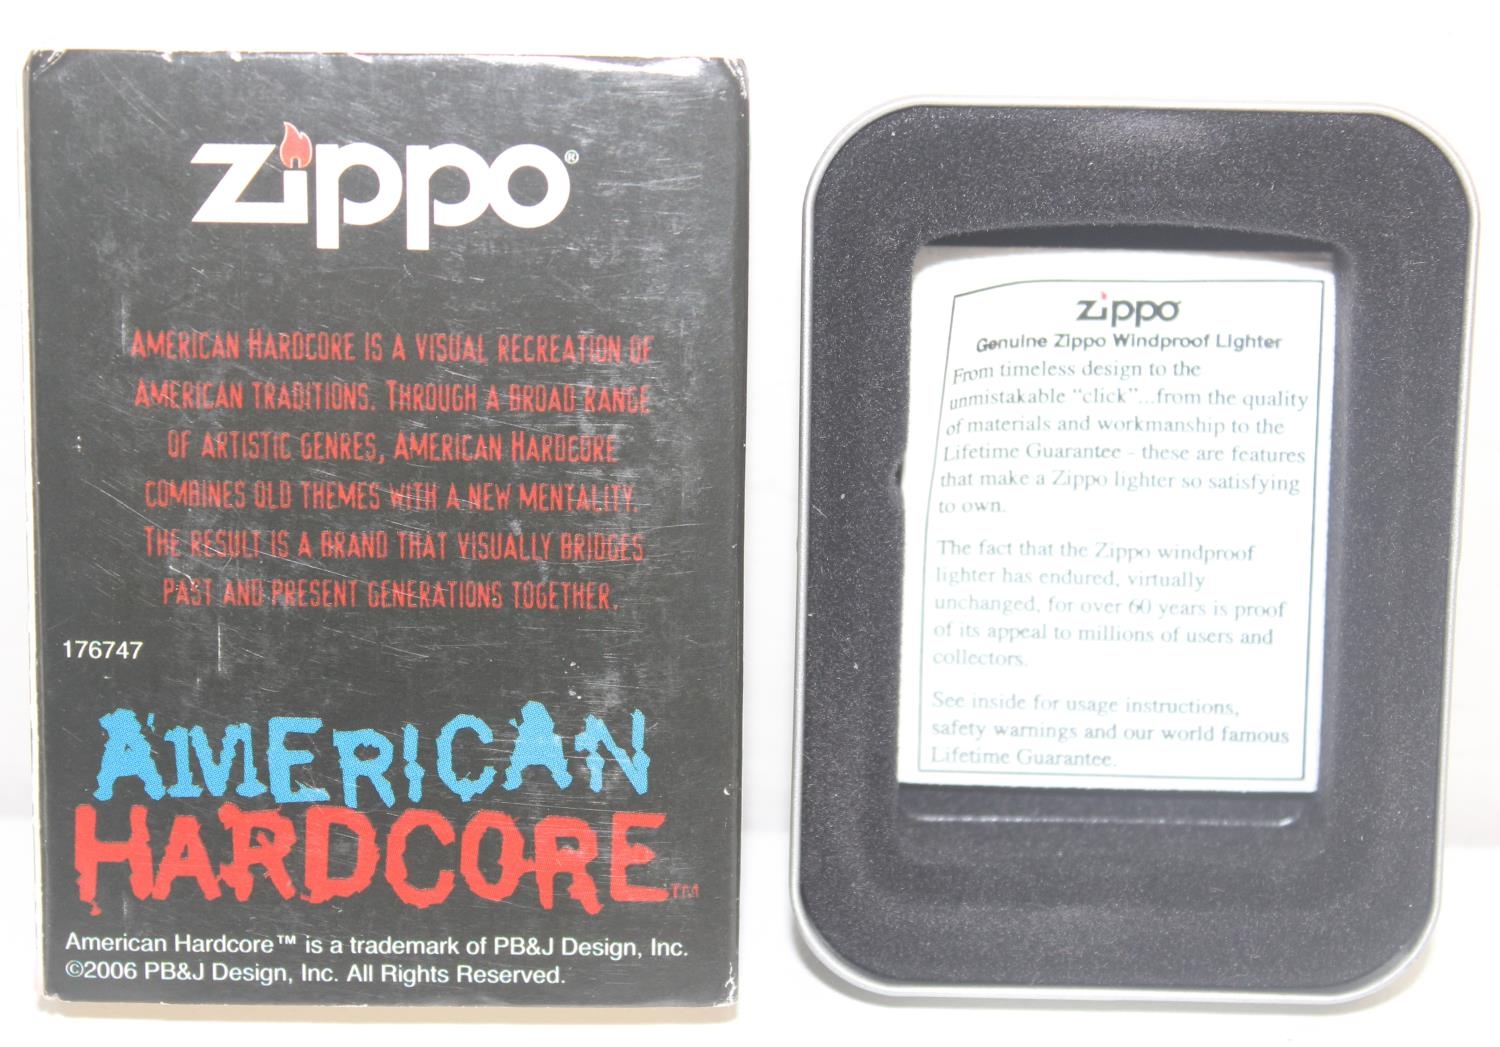 zippo®
AMERICAN HARDCORE IS A VISUAL RECREATION OF
AMERICAN TRADITIONS. THROUGH A BROAD RANGE
OF ARTISTIC GENRES, AMERICAN HARDCORE
COMBINES OLD THEMES WITH A NEW MENTALITY.
THE RESULT IS A BRAND THAT VISUALLY BRIDGES
PAST AND PRESENT GENERATIONS TOGETHER.
176747
AMERICAN
HARDCORE™
American Hardcore™ is a trademark of PB&J Design, Inc.
©2006 PB&J Design, Inc. All Rights Reserved.
zippo
Genuine Zippo Windproof Lighter
From timeless design to the
unmistakable “click”...from the quality
of materials and workmanship to the
Lifetime Guarantee - these are features
that make a Zippo lighter so satisfying
to own.
The fact that the Zippo windproof
lighter has endured, virtually
unchanged, for over 60 years is proof
of its appeal to millions of users and
collectors.
See inside for usage instructions,
safety warnings and our world famous
Lifetime Guarantee.